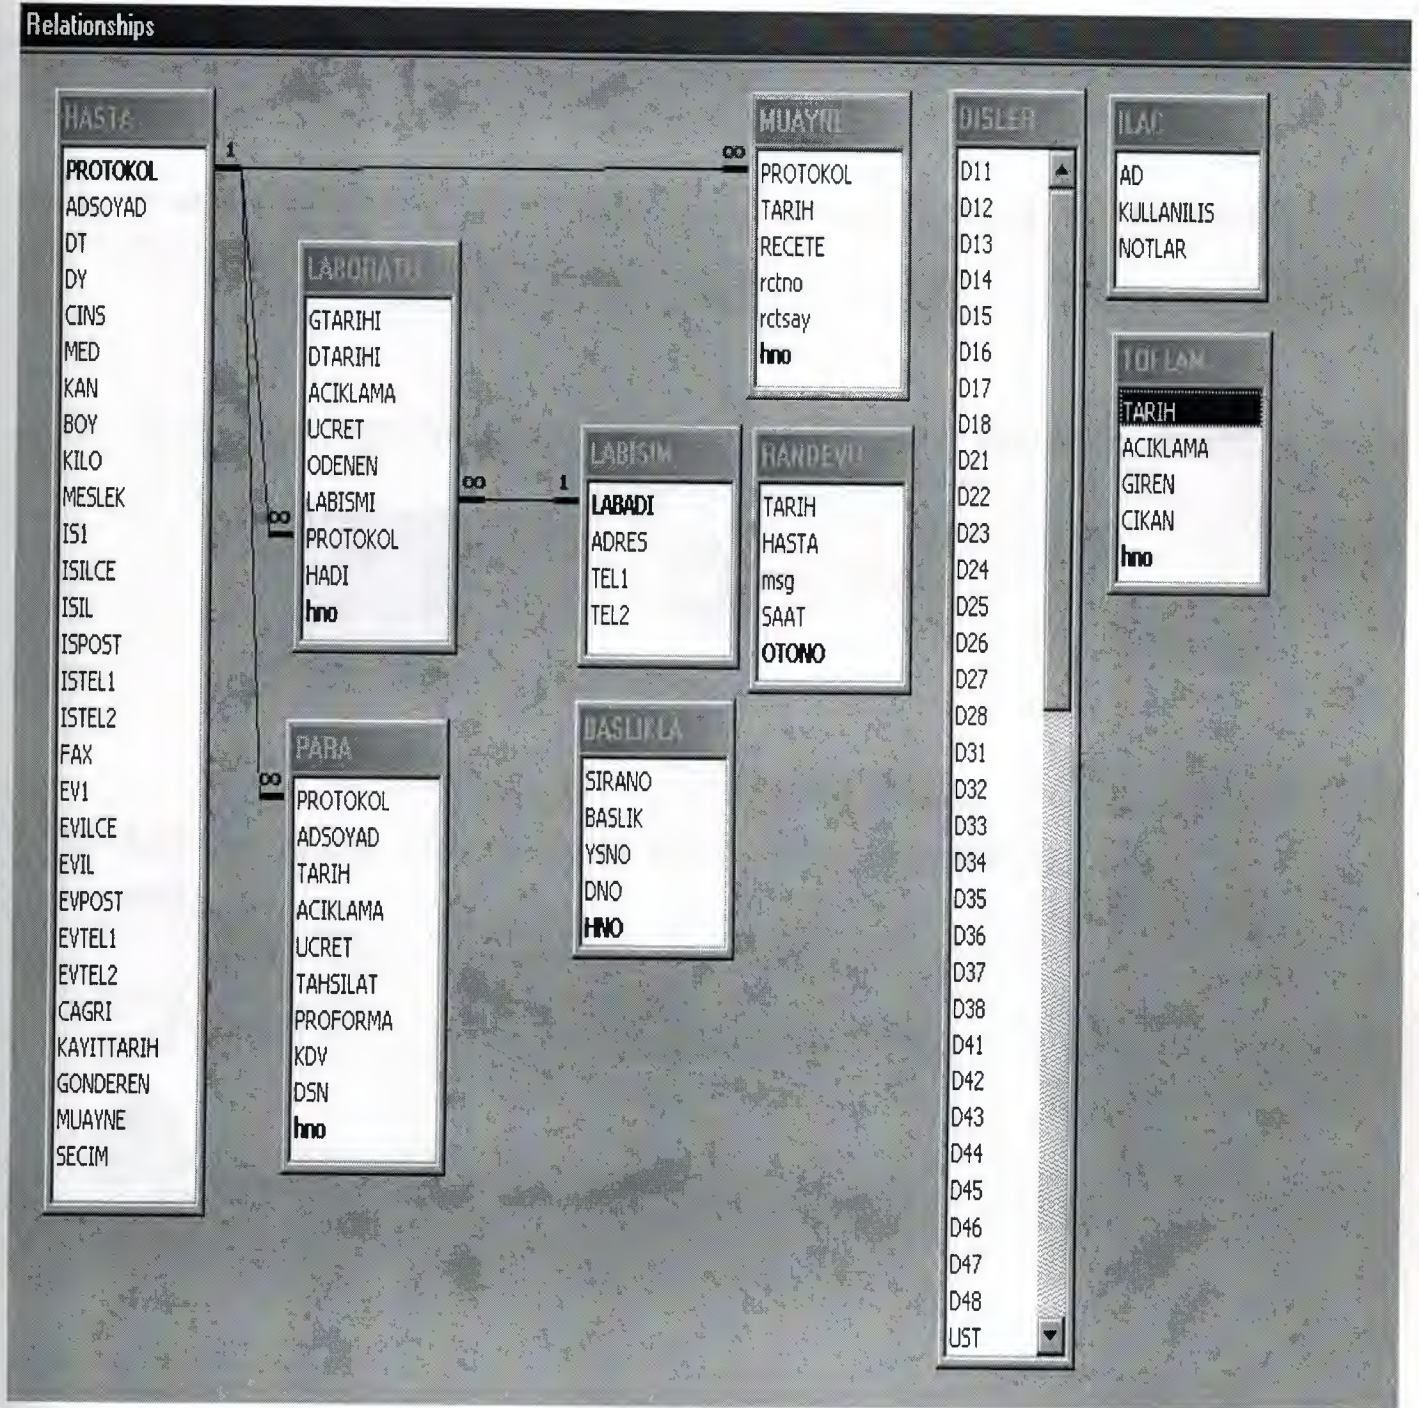 Relationships
HASTA
PROTOKOL
ADSOYAD
DT
DY
CINS
MED
KAN
BOY
KILO
MESLEK
IS1
ISILCE
ISIL
ISPOST
ISTEL1
ISTEL2
FAX
EV1
EVILCE
EVIL
EVPOST
EVTEL1
EVTEL2
CAGRI
KAYITTARIH
GONDEREN
MUAYNE
SECIM
1
∞
∞
∞
LABORATU
GTARIHI
DTARIHI
ACIKLAMA
UCRET
ODENEN
LABISMI
PROTOKOL
HADI
hno
∞
1
PARA
PROTOKOL
ADSOYAD
TARIH
ACIKLAMA
UCRET
TAHSILAT
PROFORMA
KDV
DSN
hno
LABISIM
LABADI
ADRES
TEL1
TEL2
BASLIKLA
SIRANO
BASLIK
YSNO
DNO
HNO
MUAYNE
PROTOKOL
TARIH
RECETE
rctno
rctsay
hno
RANDEVU
TARIH
HASTA
msg
SAAT
OTONO
DISLER
D11
D12
D13
D14
D15
D16
D17
D18
D21
D22
D23
D24
D25
D26
D27
D28
D31
D32
D33
D34
D35
D36
D37
D38
D41
D42
D43
D44
D45
D46
D47
D48
UST
ILAC
AD
KULLANILIS
NOTLAR
TOPLAM
TARIH
ACIKLAMA
GIREN
CIKAN
hno